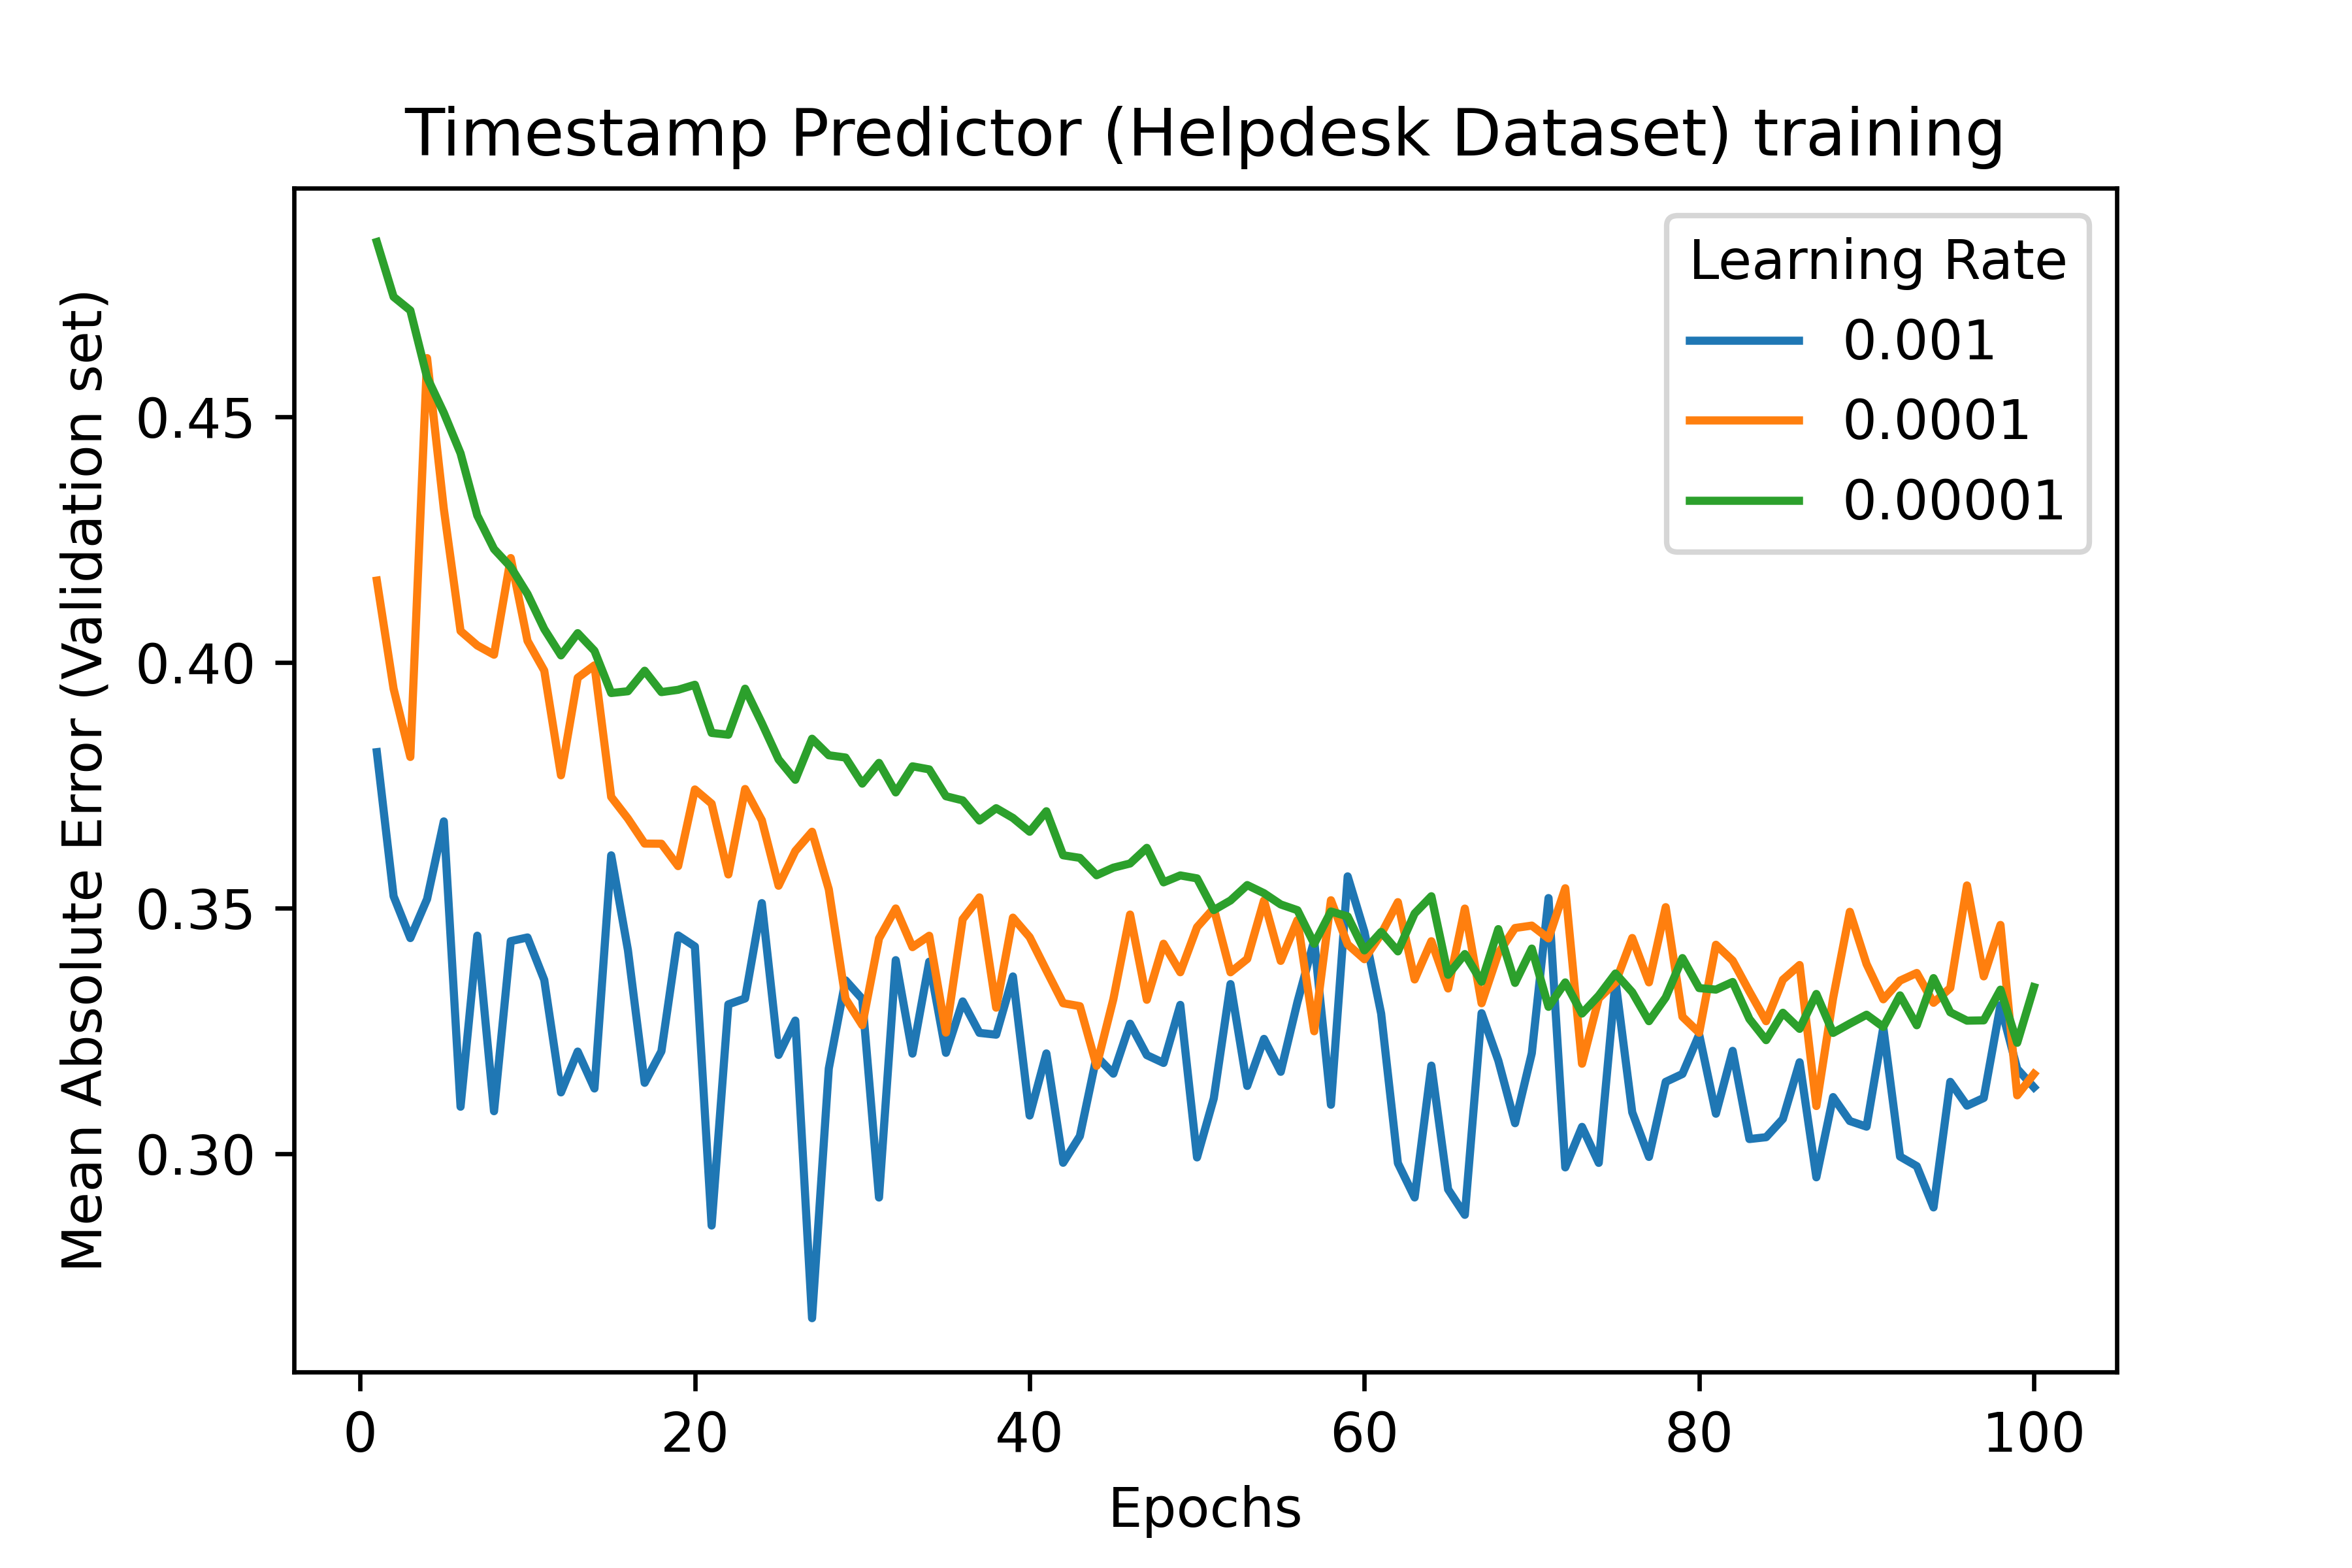 Timestamp Predictor (Helpdesk Dataset) training
Mean Absolute Error (Validation set)
0.45
0.40
0.35
0.30
Learning Rate
0.001
0.0001
0.00001
0 20 40 60 80 100
Epochs